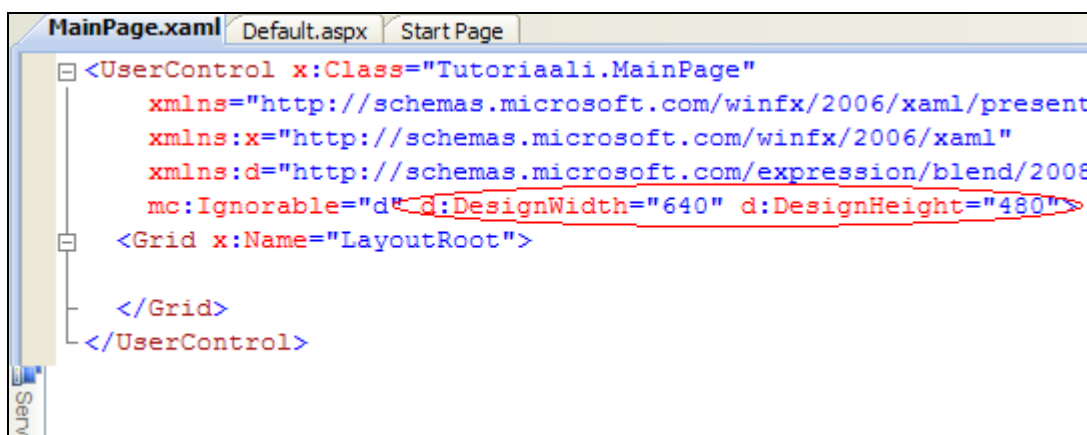 MainPage.xaml Default.aspx Start Page
<UserControl x:Class="Tutoriaali.MainPage"
xmlns="http://schemas.microsoft.com/winfx/2006/xaml/present
xmlns:x="http://schemas.microsoft.com/winfx/2006/xaml"
xmlns:d="http://schemas.microsoft.com/expression/blend/2008
mc:Ignorable="d" d:DesignWidth="640" d:DesignHeight="480">
<Grid x:Name="LayoutRoot">
</Grid>
</UserControl>
Serv